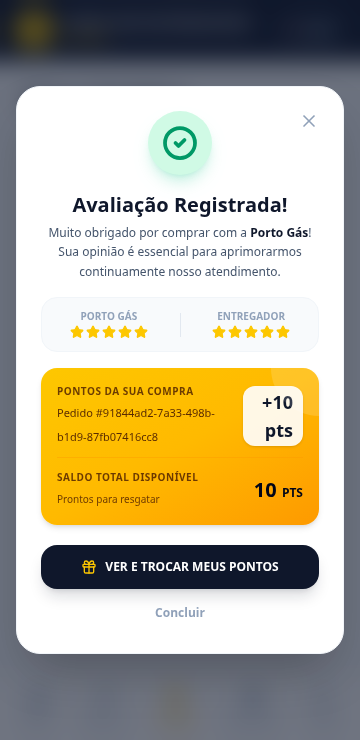 Avaliação Registrada!
Muito obrigado por comprar com a Porto Gás!
Sua opinião é essencial para aprimorarmos
continuamente nosso atendimento.
PORTO GÁS
ENTREGADOR
PONTOS DA SUA COMPRA
Pedido #91844ad2-7a33-498b-
b1d9-87fb07416cc8
+10
pts
SALDO TOTAL DISPONÍVEL
Prontos para resgatar
10 PTS
VER E TROCAR MEUS PONTOS
Concluir